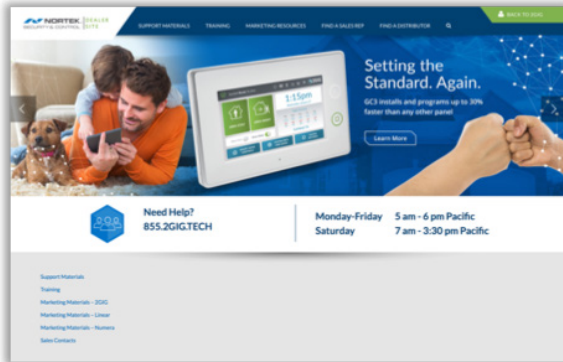 NORTEK
SECURITY & CONTROL
DEALER
SITE
SUPPORT MATERIALS
TRAINING
MARKETING RESOURCES
FIND A SALES REP
FIND A DISTRIBUTOR
BACK TO 2GIG
Setting the
Standard. Again.
GC3 installs and programs up to 30%
faster than any other panel
Learn More
1:15pm
Need Help?
855.2GIG.TECH
Monday-Friday 5 am - 6 pm Pacific
Saturday 7 am - 3:30 pm Pacific
Support Materials
Training
Marketing Materials - 2GIG
Marketing Materials - Linear
Marketing Materials - Numera
Sales Contacts